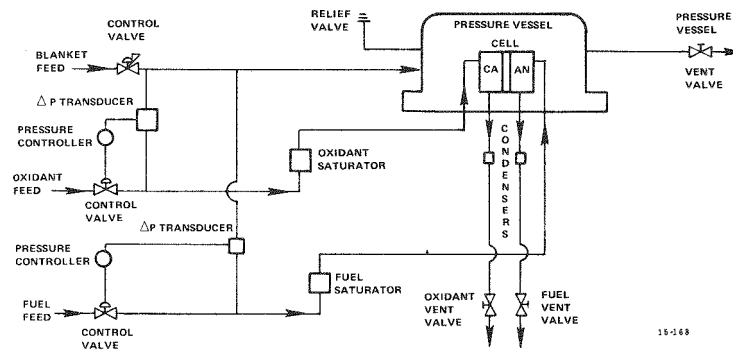 CONTROL
VALVE
BLANKET
FEED
△P TRANSDUCER
PRESSURE
CONTROLLER
OXIDANT
FEED
CONTROL
VALVE
△P TRANSDUCER
PRESSURE
CONTROLLER
FUEL
FEED
CONTROL
VALVE
OXIDANT
SATURATOR
FUEL
SATURATOR
RELIEF
VALVE
PRESSURE VESSEL
CELL
CA
AN
CONDENSERS
PRESSURE
VESSEL
VENT
VALVE
OXIDANT
VENT
VALVE
FUEL
VENT
VALVE
15-168